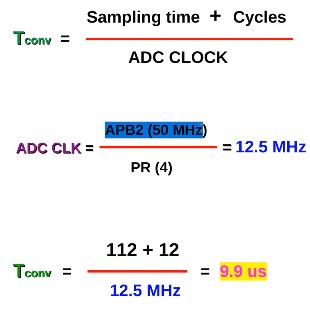 Sampling time + Cycles
Tconv =
ADC CLOCK
APB2 (50 MHz)
ADC CLK = = 12.5 MHz
PR (4)
112 + 12
Tconv = = 9.9 us
12.5 MHz